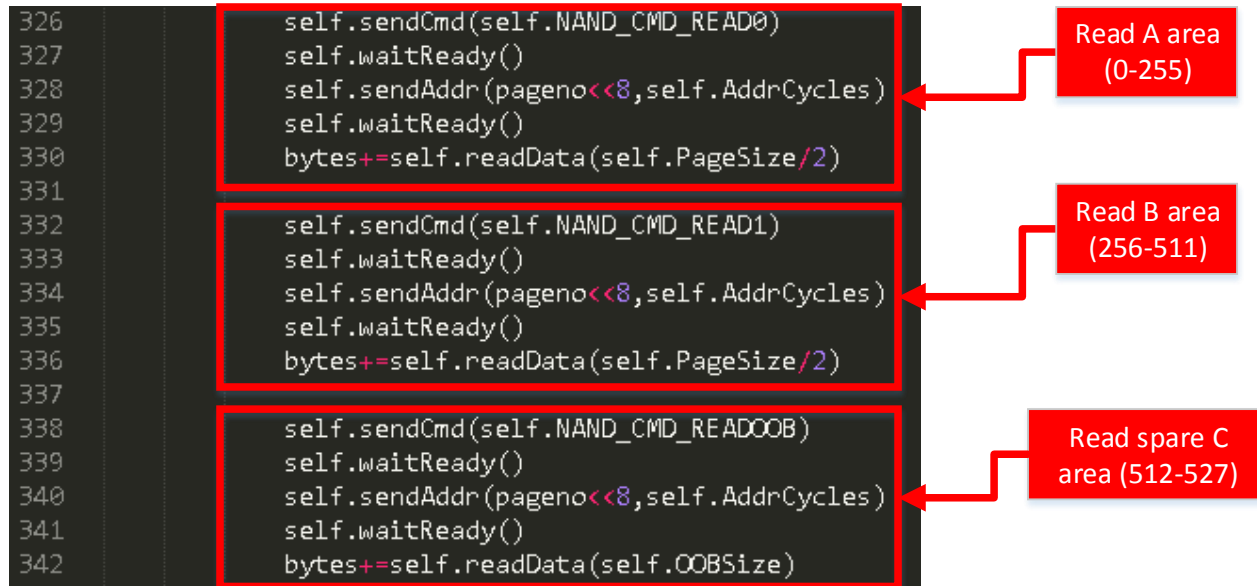 326 self.sendCmd(self.NAND_CMD_READ0)
327 self.waitReady()
328 self.sendAddr(pageno<<8,self.AddrCycles)
329 self.waitReady()
330 bytes+=self.readData(self.PageSize/2)
331
332 self.sendCmd(self.NAND_CMD_READ1)
333 self.waitReady()
334 self.sendAddr(pageno<<8,self.AddrCycles)
335 self.waitReady()
336 bytes+=self.readData(self.PageSize/2)
337
338 self.sendCmd(self.NAND_CMD_READOOB)
339 self.waitReady()
340 self.sendAddr(pageno<<8,self.AddrCycles)
341 self.waitReady()
342 bytes+=self.readData(self.OOBSize)
Read A area
(0-255)
Read B area
(256-511)
Read spare C
area (512-527)